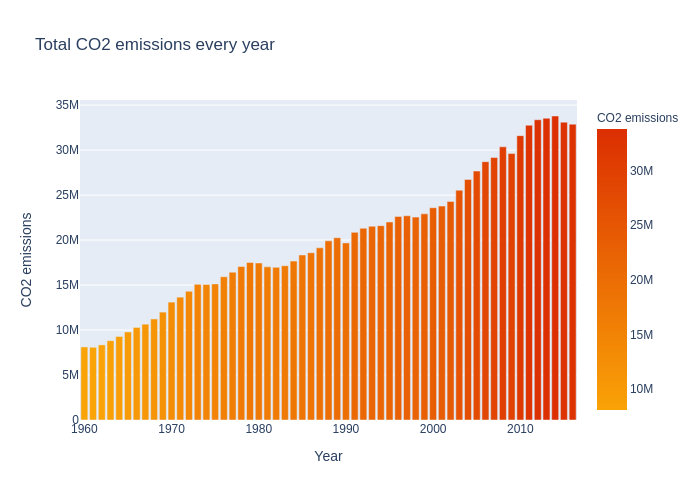 Total CO2 emissions every year
CO2 emissions
35M
30M
25M
20M
15M
10M
5M
0
1960
1970
1980
1990
2000
2010
Year
CO2 emissions
30M
25M
20M
15M
10M